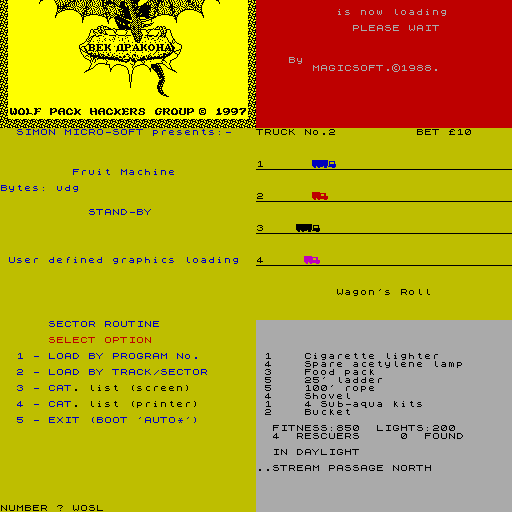 ВЕК ДРАКОНА
WOLF PACK HACKERS GROUP © 1997
is now loading
PLEASE WAIT
By
MAGICSOFT.©1988.
SIMON MICRO-SOFT Presents:-
Fruit Machine
Bytes: udg
STAND-BY
User defined graphics loading
TRUCK No.2 BET £10
1
2
3
4
Wagon's Roll
SECTOR ROUTINE
SELECT OPTION
1 - LOAD BY PROGRAM No.
2 - LOAD BY TRACK/SECTOR
3 - CAT. list (screen)
4 - CAT. list (printer)
5 - EXIT (BOOT 'AUTO*')
NUMBER ? WOSL
1 Cigarette lighter
4 Spare acetylene lamp
3 Food pack
5 25' ladder
5 100' rope
4 Shovel
1 4 Sub-aqua kits
2 Bucket
FITNESS:850 LIGHTS:200
4 RESCUERS 0 FOUND
IN DAYLIGHT
..STREAM PASSAGE NORTH